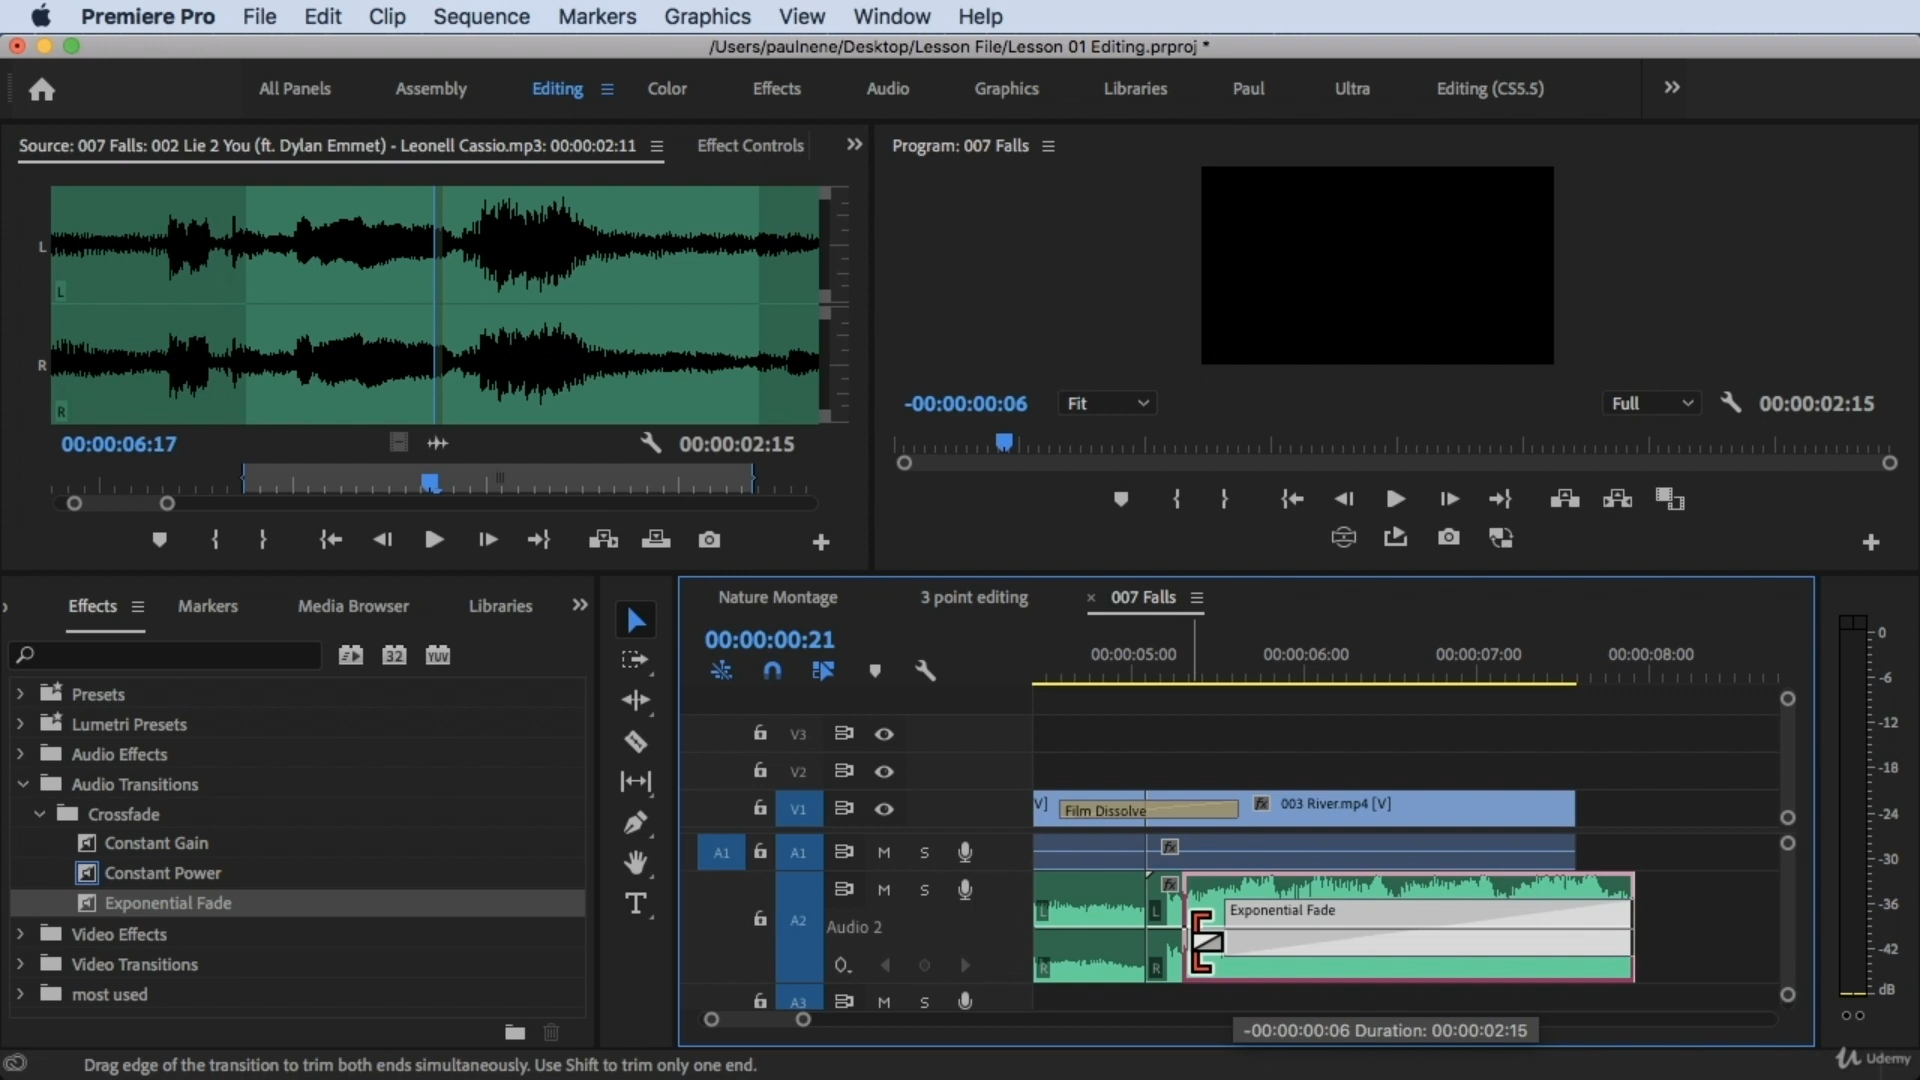 Premiere Pro File Edit Clip Sequence Markers Graphics View Window Help
/Users/paulnene/Desktop/Lesson File/Lesson 01 Editing.prproj *
All Panels Assembly Editing Color Effects Audio Graphics Libraries Paul Ultra Editing (CS5.5)
Source: 007 Falls: 002 Lie 2 You (ft. Dylan Emmet) - Leonell Cassio.mp3: 00:00:02:11 Effect Controls
Program: 007 Falls
L
L
R
R
-00:00:00:06 Fit Full 00:00:02:15
00:00:06:17 00:00:02:15
Effects Markers Media Browser Libraries
32 YUV
Presets
Lumetri Presets
Audio Effects
Audio Transitions
Crossfade
Constant Gain
Constant Power
Exponential Fade
Video Effects
Video Transitions
most used
Nature Montage 3 point editing × 007 Falls
00:00:00:21
00:00:05:00 00:00:06:00 00:00:07:00 00:00:08:00
V3
V2
V1 V] Film Dissolve fx 003 River.mp4 [V]
A1 A1 M S fx
A2 M S fx
Audio 2
L L Exponential Fade
R R
A3 M S
-00:00:00:06 Duration: 00:00:02:15
0
-6
-12
-18
-24
-30
-36
-42
dB
Drag edge of the transition to trim both ends simultaneously. Use Shift to trim only one end.
Udemy